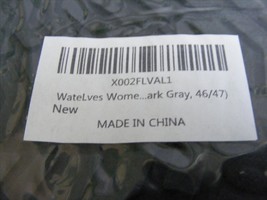 X002FLVAL1
WateLves Wome...ark Gray, 46/47)
New
MADE IN CHINA